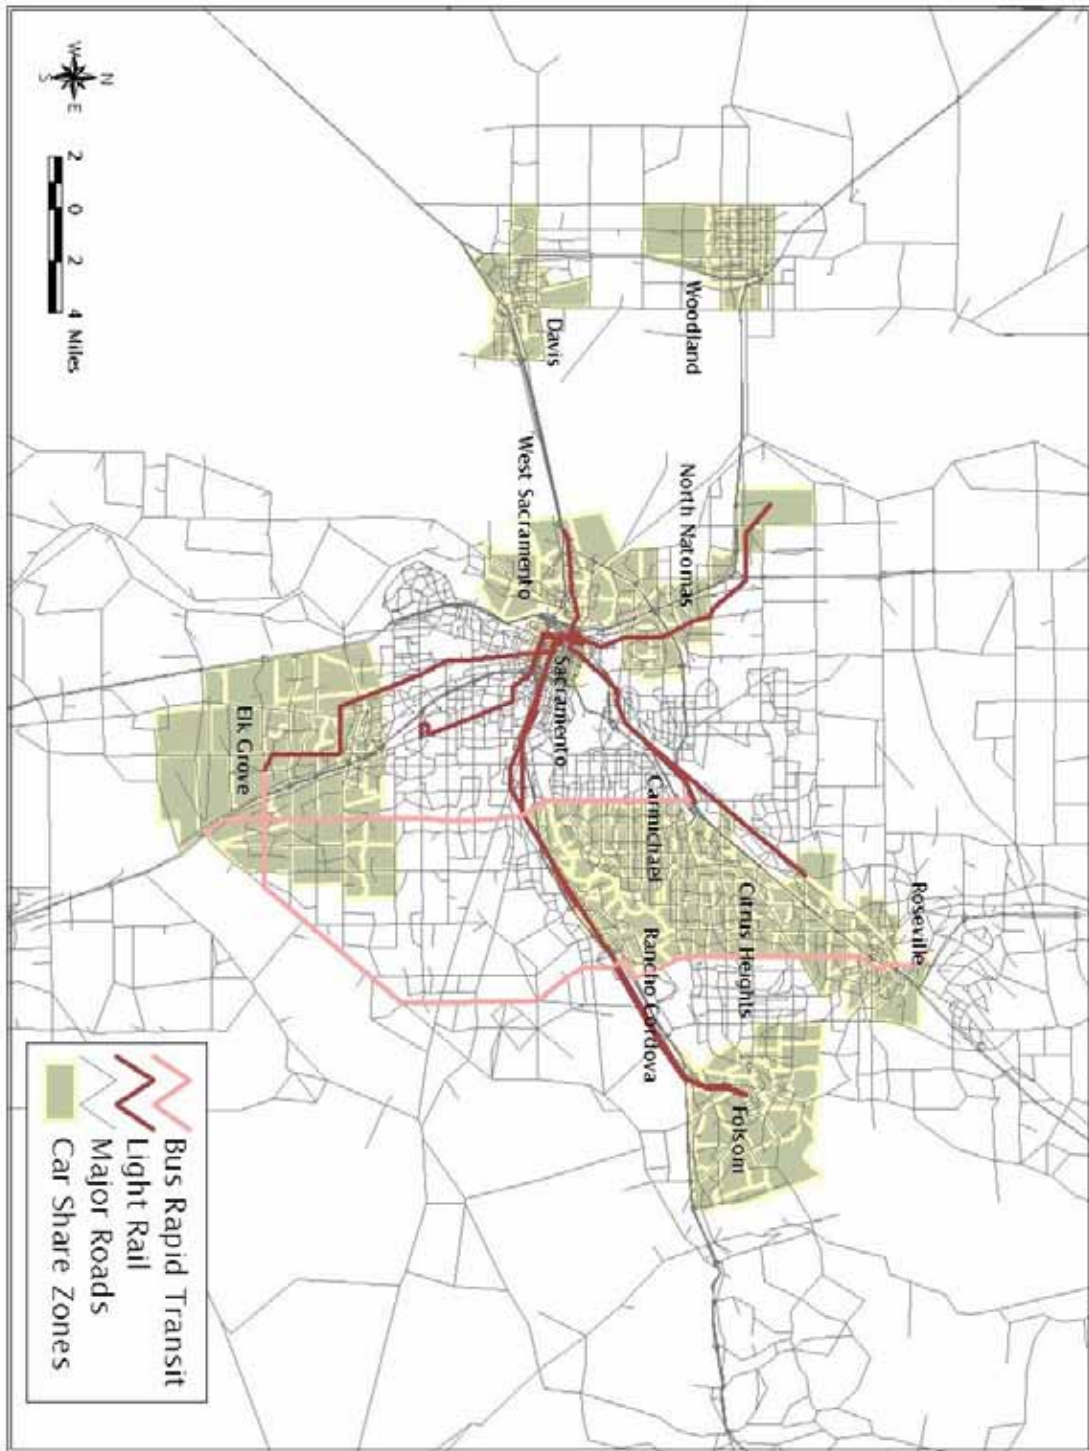 N
W
E
S
2 0 2 4 Miles
Woodland
Davis
West Sacramento
North Natomas
Sacramento
Elk Grove
Carmichael
Citrus Heights
Roseville
Rancho Cordova
Folsom
Bus Rapid Transit
Light Rail
Major Roads
Car Share Zones